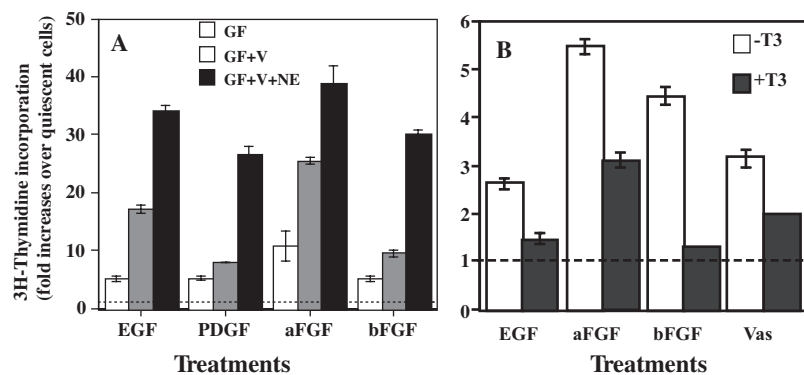 3H-Thymidine incorporation
(fold increases over quiescent cells)
50
40
30
20
10
0
A
GF
GF+V
GF+V+NE
EGF PDGF aFGF bFGF
Treatments
6
5
4
3
2
1
0
B
-T3
+T3
EGF aFGF bFGF Vas
Treatments